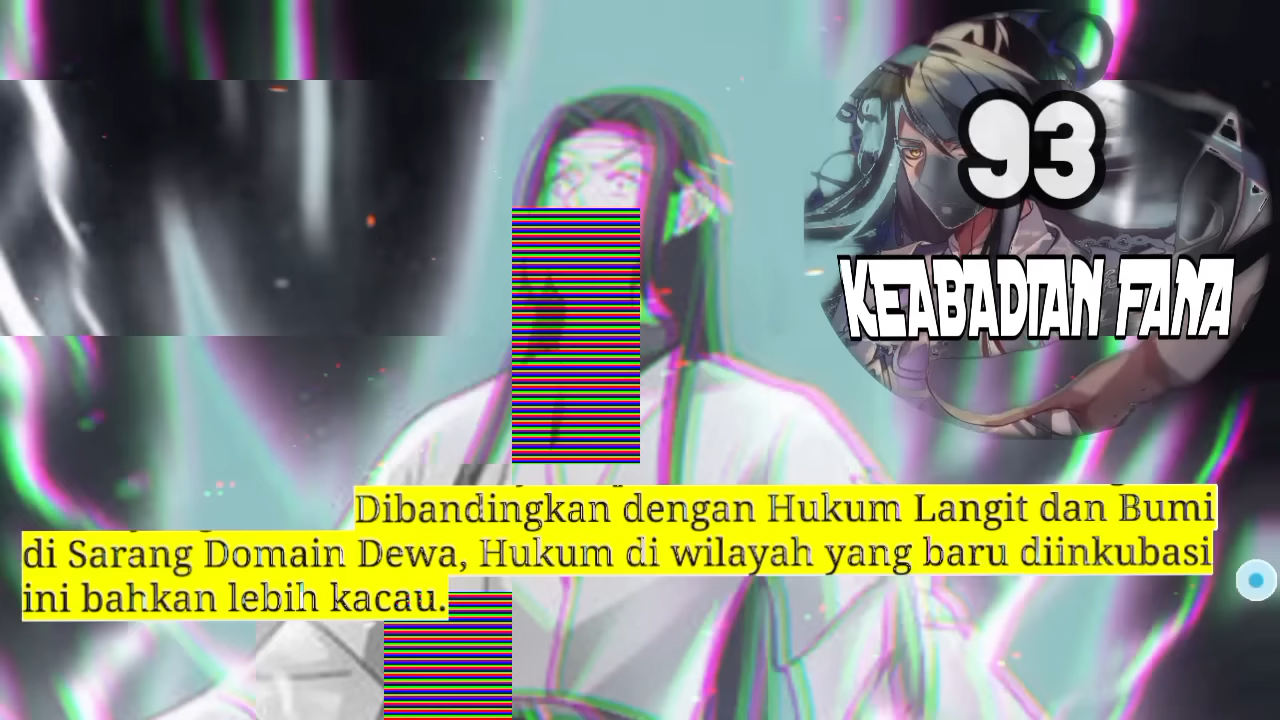 93
KEABADIAN FANA
Dibandingkan dengan Hukum Langit dan Bumi
di Sarang Domain Dewa, Hukum di wilayah yang baru diinkubasi
ini bahkan lebih kacau.